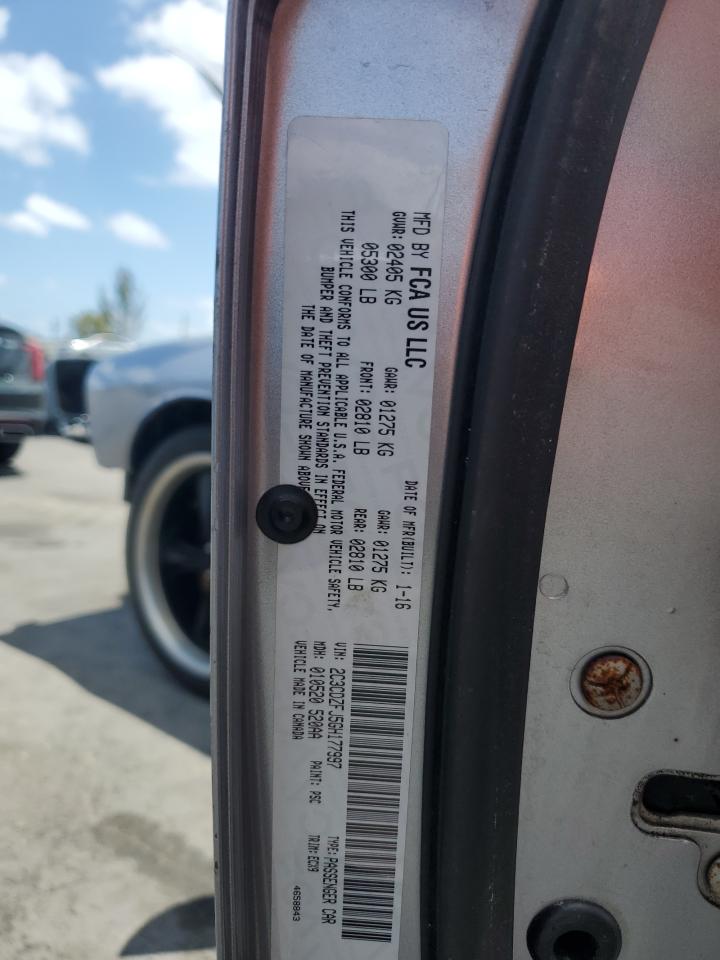 MFD BY FCA US LLC DATE OF MFR(BUILT): 1-16
GVWR: 02405 KG GAWR: 01275 KG GAWR: 01275 KG
05300 LB FRONT: 02810 LB REAR: 02810 LB
THIS VEHICLE CONFORMS TO ALL APPLICABLE U.S.A. FEDERAL MOTOR VEHICLE SAFETY,
BUMPER AND THEFT PREVENTION STANDARDS IN EFFECT ON
THE DATE OF MANUFACTURE SHOWN ABOVE
VIN: 2C3CDZFJ5GH177997 TYPE: PASSENGER CAR
MDH: 010520 520AA PAINT: PSC TRIM: ECX9
VEHICLE MADE IN CANADA 4658843